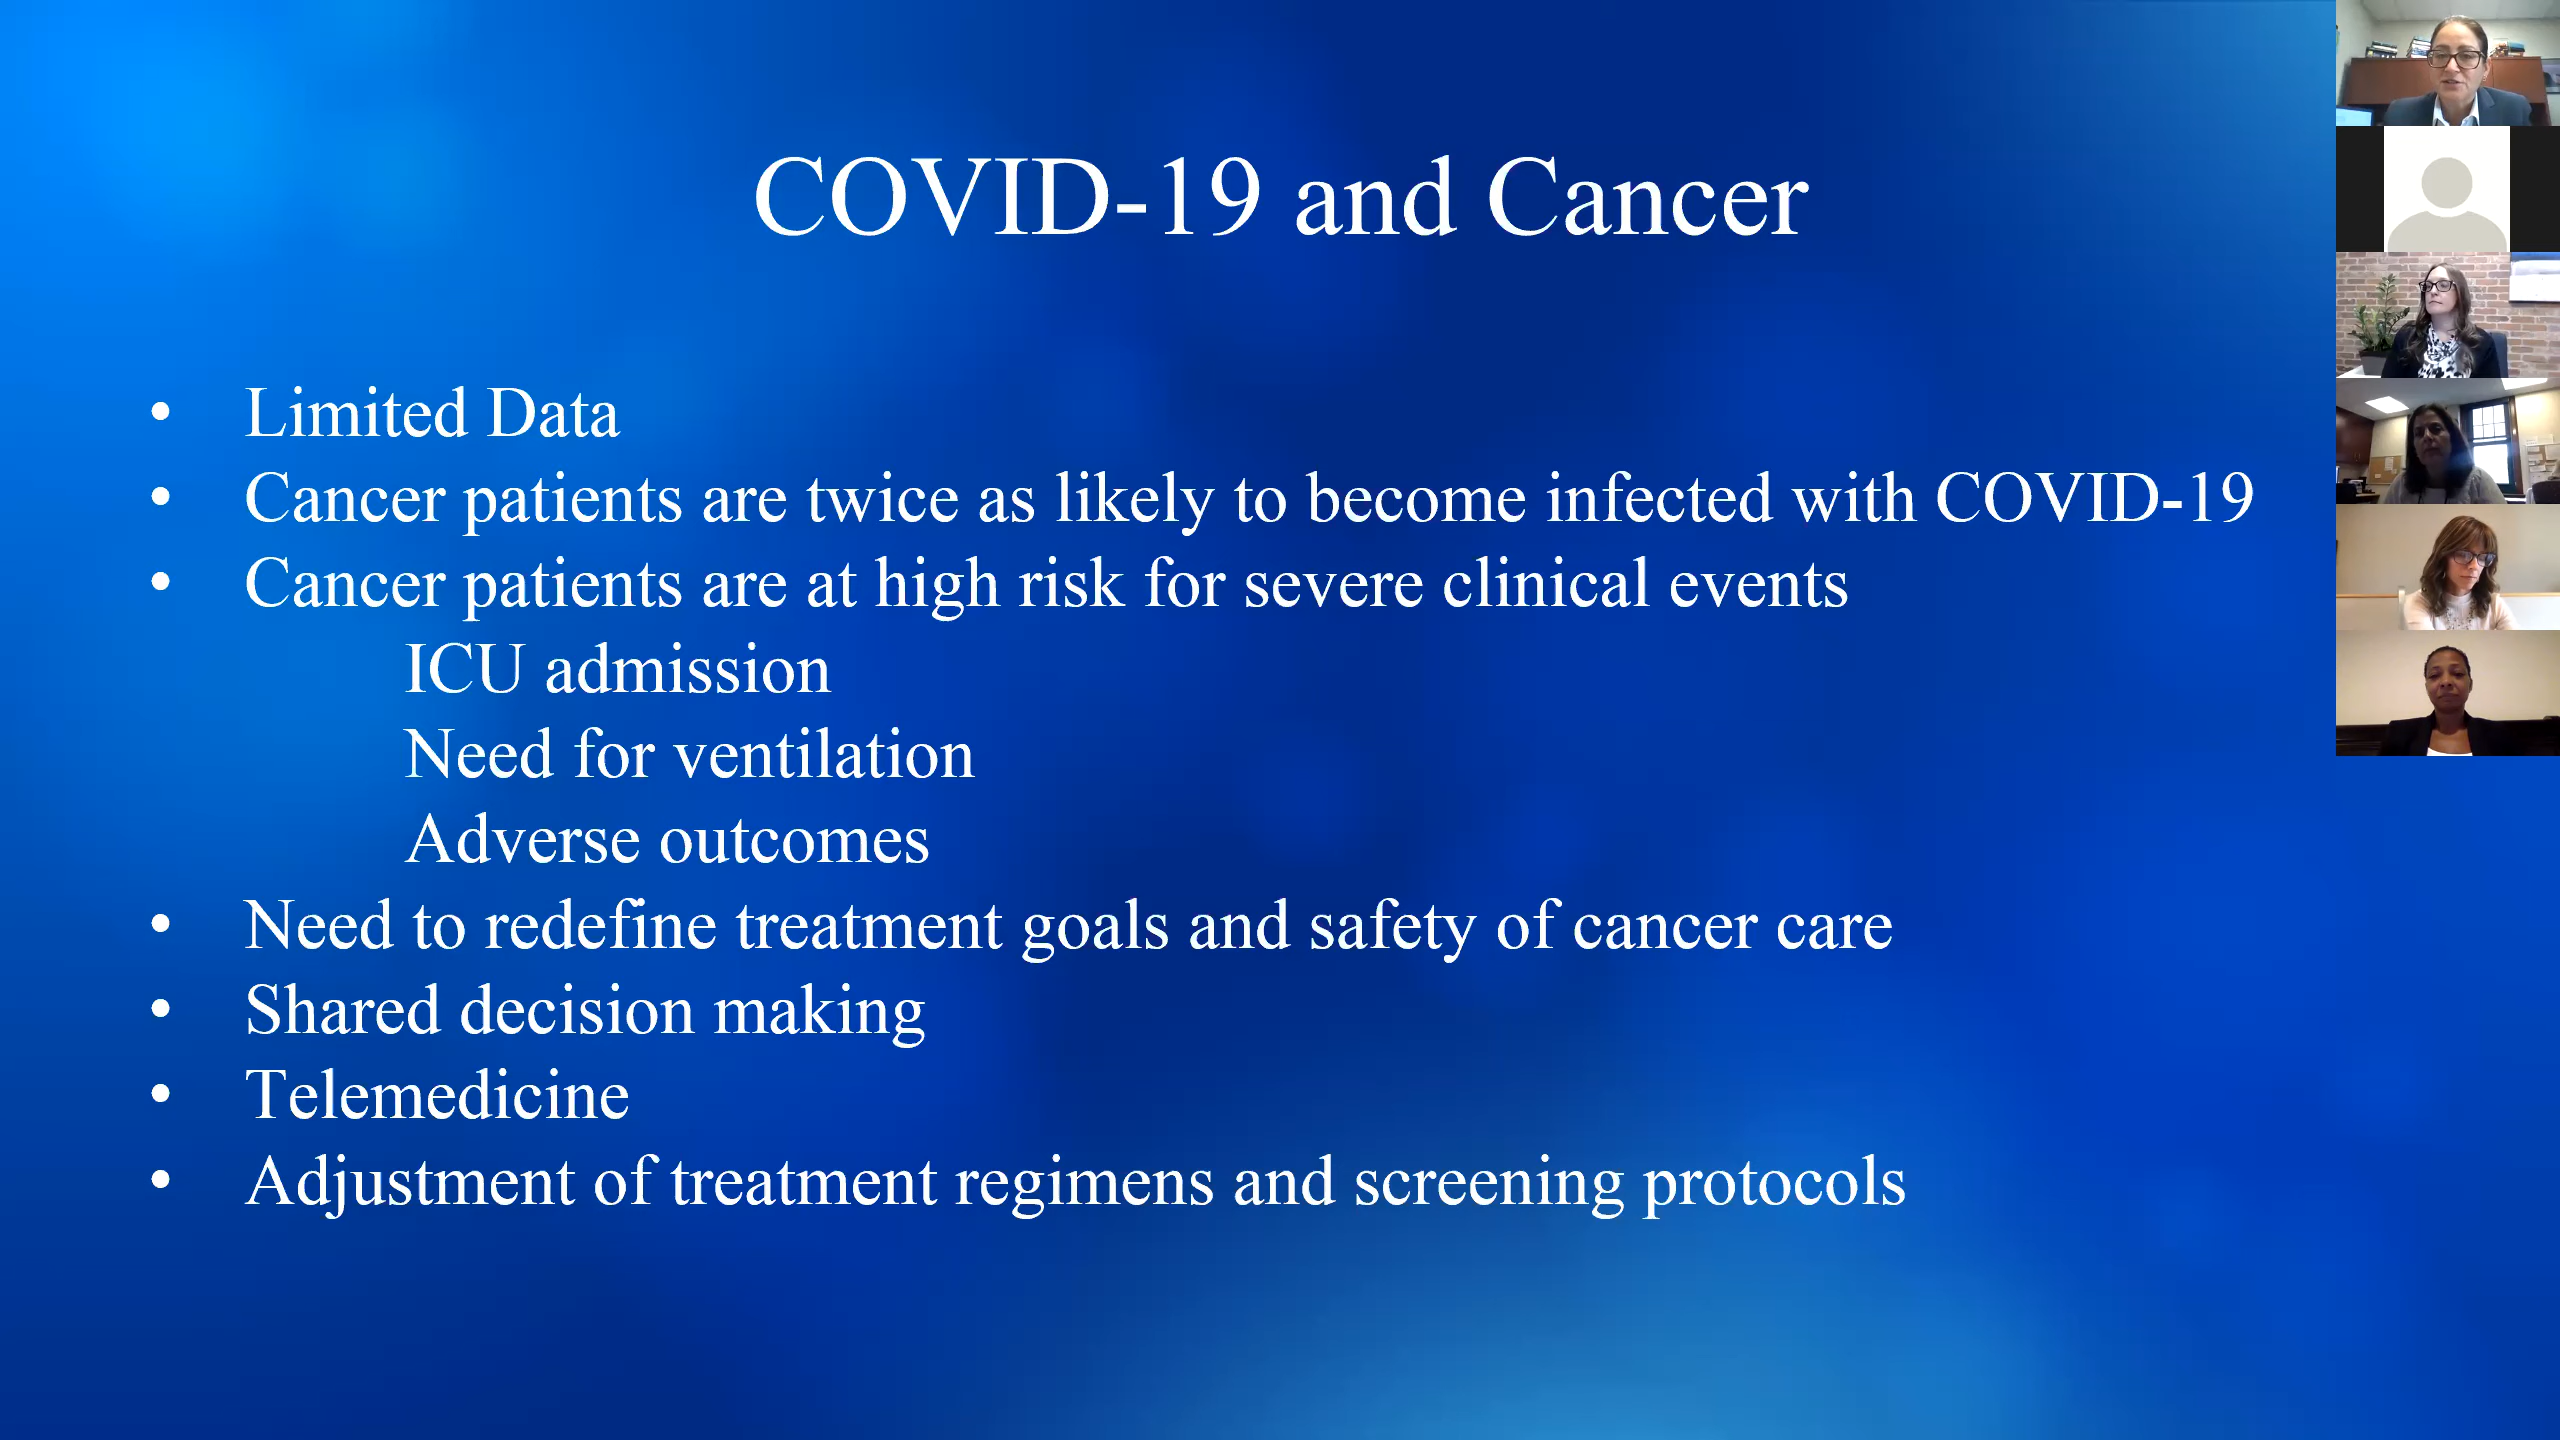 COVID-19 and Cancer
• Limited Data
• Cancer patients are twice as likely to become infected with COVID-19
• Cancer patients are at high risk for severe clinical events
ICU admission
Need for ventilation
Adverse outcomes
• Need to redefine treatment goals and safety of cancer care
• Shared decision making
• Telemedicine
• Adjustment of treatment regimens and screening protocols